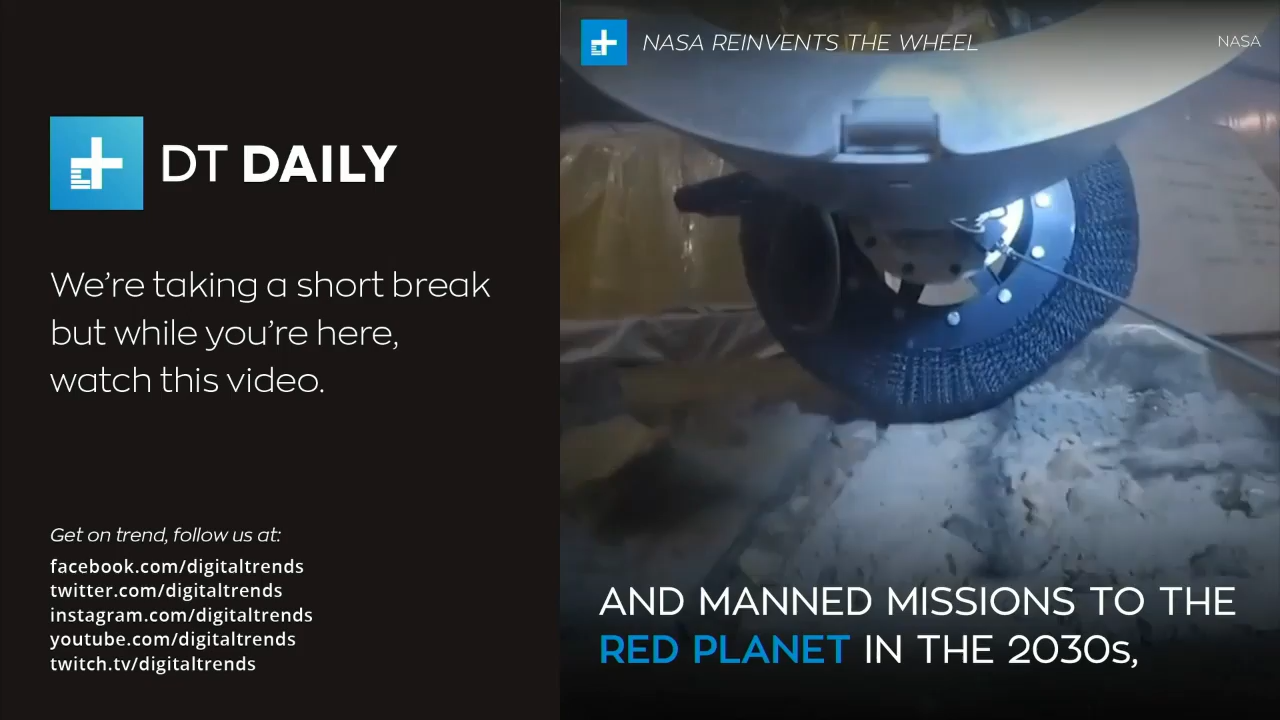 DT DAILY
We're taking a short break
but while you're here,
watch this video.
Get on trend, follow us at:
facebook.com/digitaltrends
twitter.com/digitaltrends
instagram.com/digitaltrends
youtube.com/digitaltrends
twitch.tv/digitaltrends
NASA REINVENTS THE WHEEL
NASA
AND MANNED MISSIONS TO THE
RED PLANET IN THE 2030s,